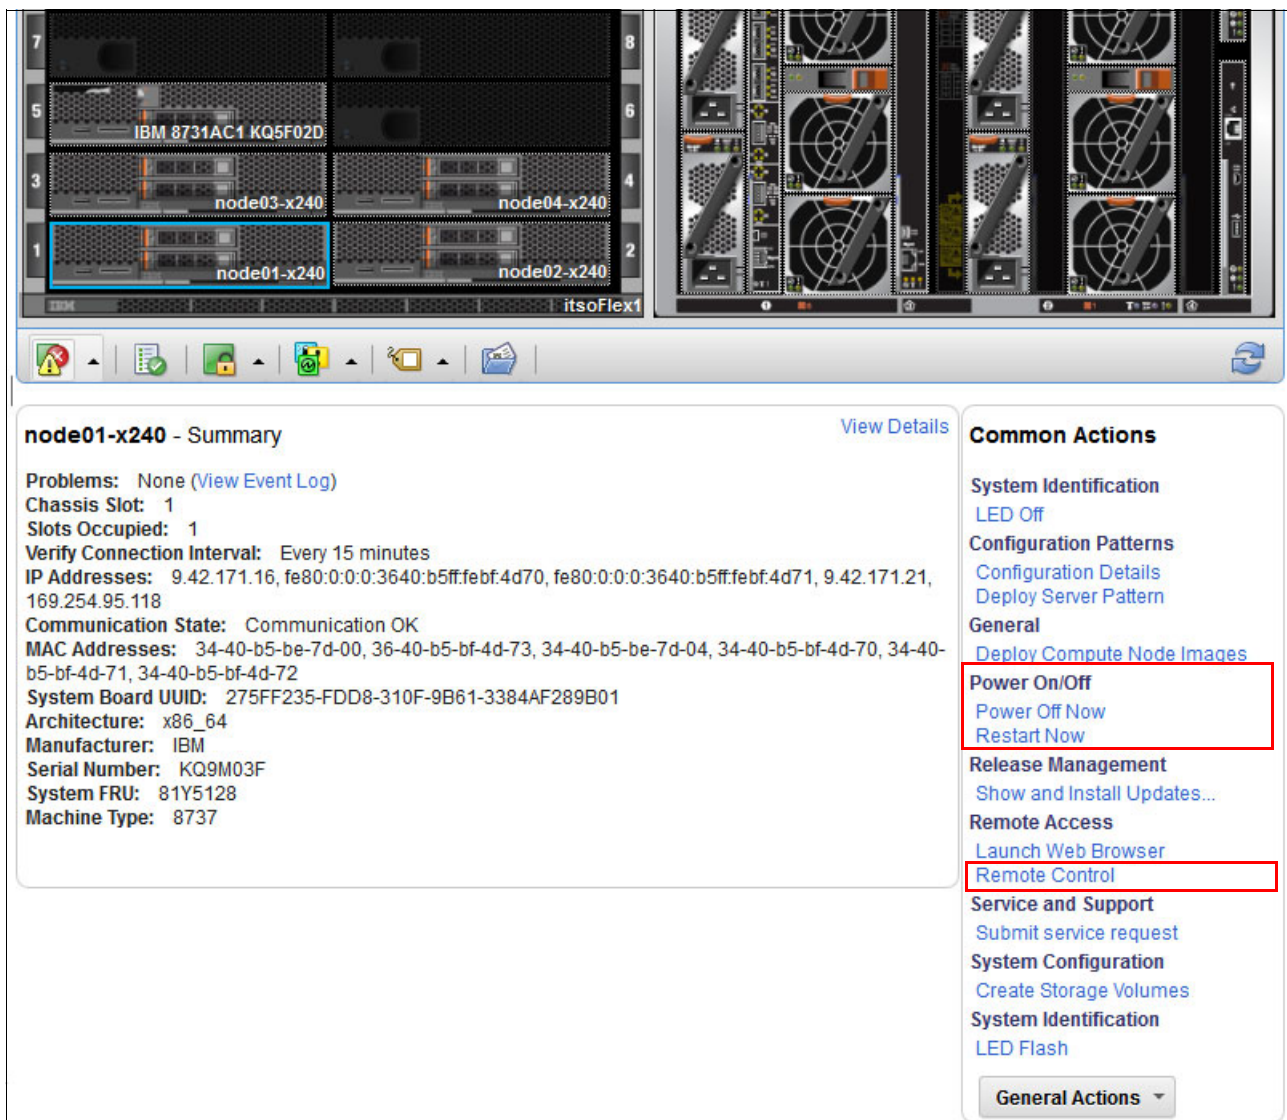 7
8
5
IBM 8731AC1 KQ5F02D
6
3
node03-x240
node04-x240
4
1
node01-x240
node02-x240
2
IBM
itsoFlex1
node01-x240 - Summary
View Details
Problems: None (View Event Log)
Chassis Slot: 1
Slots Occupied: 1
Verify Connection Interval: Every 15 minutes
IP Addresses: 9.42.171.16, fe80:0:0:0:3640:b5ff:febf:4d70, fe80:0:0:0:3640:b5ff:febf:4d71, 9.42.171.21,
169.254.95.118
Communication State: Communication OK
MAC Addresses: 34-40-b5-be-7d-00, 36-40-b5-bf-4d-73, 34-40-b5-be-7d-04, 34-40-b5-bf-4d-70, 34-40-
b5-bf-4d-71, 34-40-b5-bf-4d-72
System Board UUID: 275FF235-FDD8-310F-9B61-3384AF289B01
Architecture: x86_64
Manufacturer: IBM
Serial Number: KQ9M03F
System FRU: 81Y5128
Machine Type: 8737
Common Actions
System Identification
LED Off
Configuration Patterns
Configuration Details
Deploy Server Pattern
General
Deploy Compute Node Images
Power On/Off
Power Off Now
Restart Now
Release Management
Show and Install Updates...
Remote Access
Launch Web Browser
Remote Control
Service and Support
Submit service request
System Configuration
Create Storage Volumes
System Identification
LED Flash
General Actions